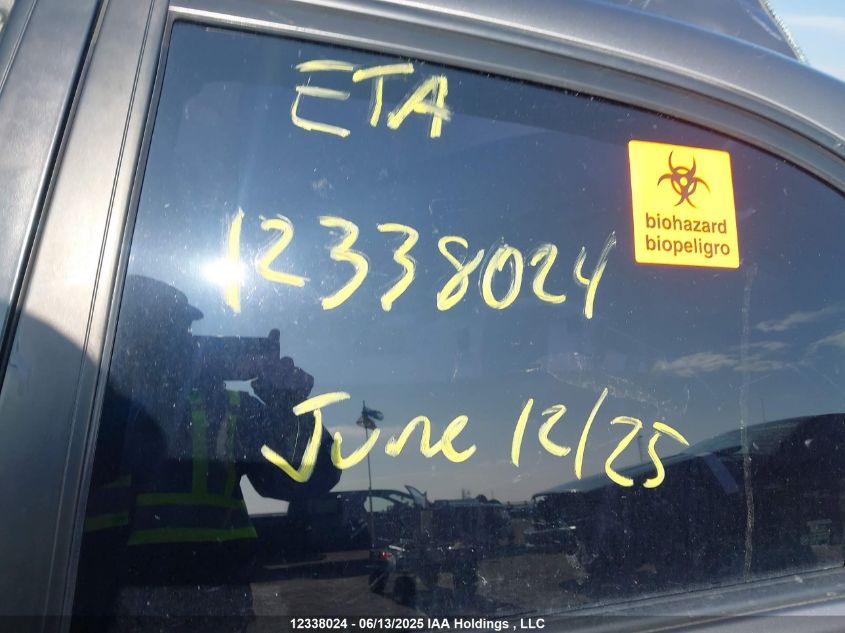 ETA
biohazard
biopeligro
12338024
June 12/25
12338024 - 06/13/2025 IAA Holdings , LLC